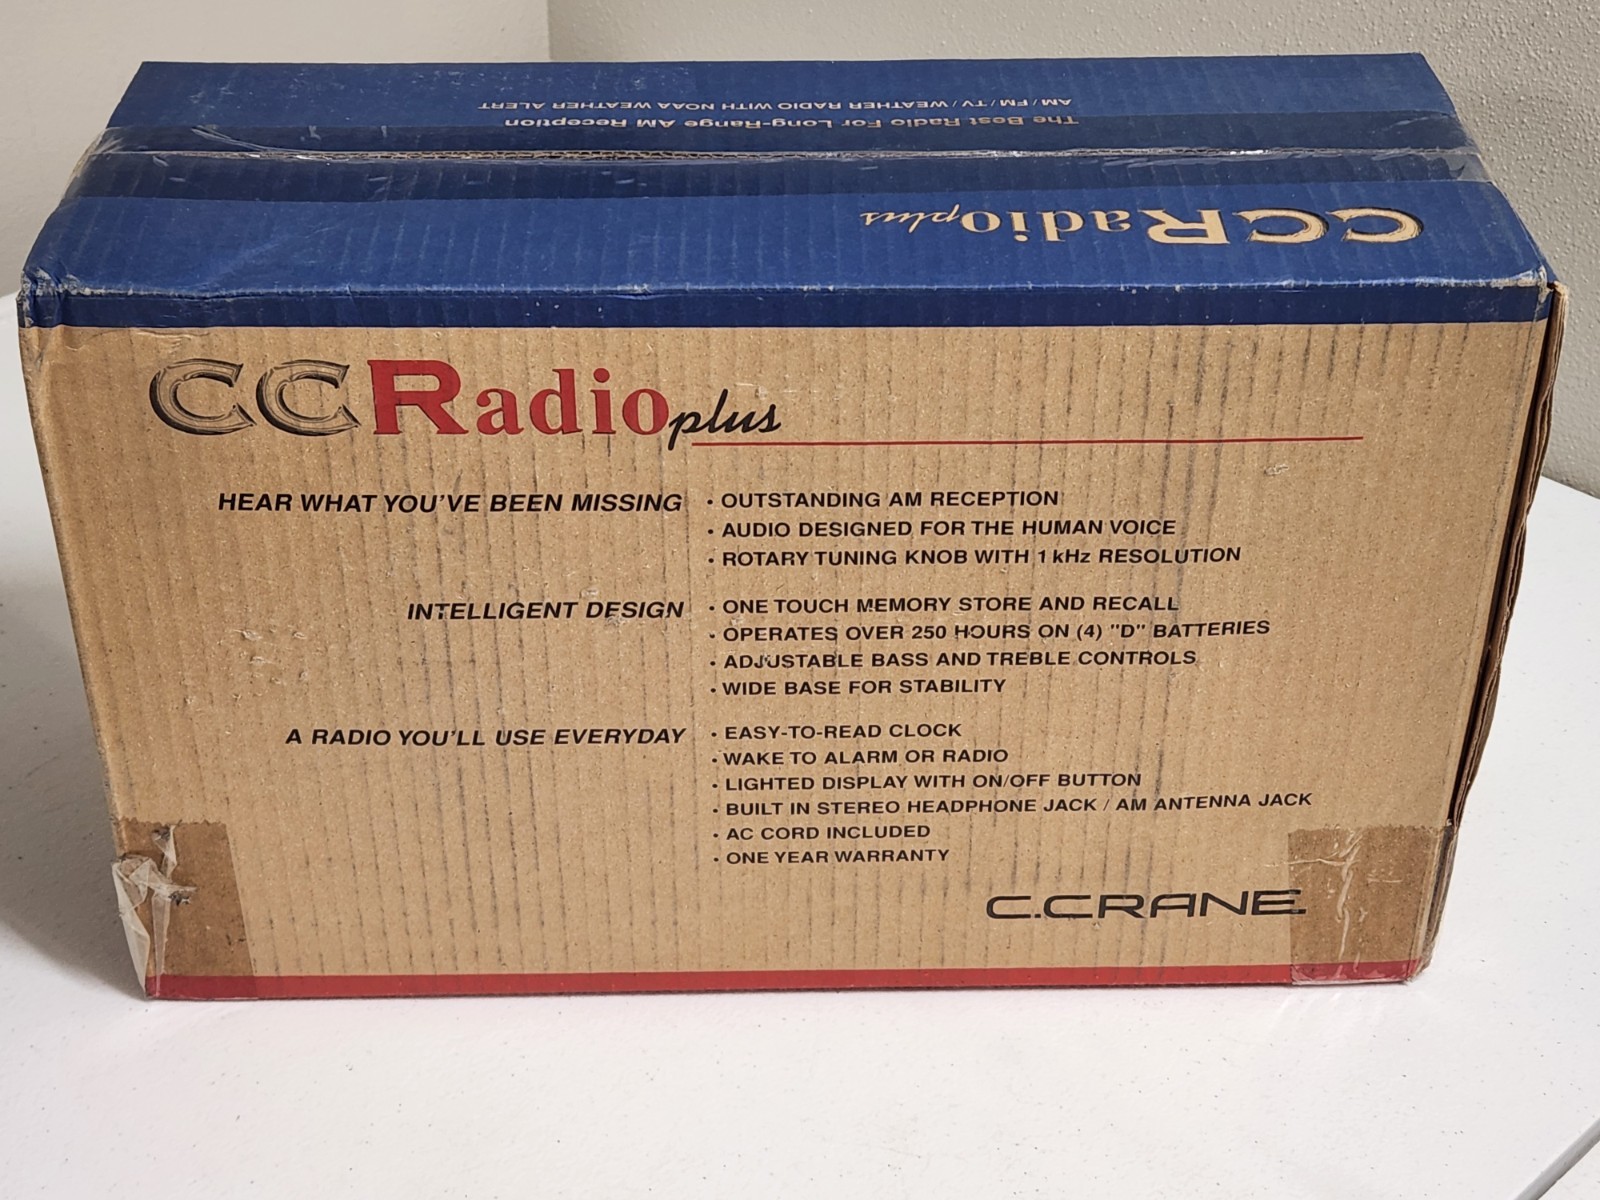 AM / FM / TV / WEATHER RADIO WITH NOAA WEATHER ALERT
The Best Radio For Long-Range AM Reception
CCRadio plus
CCRadio plus
HEAR WHAT YOU'VE BEEN MISSING
• OUTSTANDING AM RECEPTION
• AUDIO DESIGNED FOR THE HUMAN VOICE
• ROTARY TUNING KNOB WITH 1 kHz RESOLUTION
INTELLIGENT DESIGN
• ONE TOUCH MEMORY STORE AND RECALL
• OPERATES OVER 250 HOURS ON (4) "D" BATTERIES
• ADJUSTABLE BASS AND TREBLE CONTROLS
• WIDE BASE FOR STABILITY
A RADIO YOU'LL USE EVERYDAY
• EASY-TO-READ CLOCK
• WAKE TO ALARM OR RADIO
• LIGHTED DISPLAY WITH ON/OFF BUTTON
• BUILT IN STEREO HEADPHONE JACK / AM ANTENNA JACK
• AC CORD INCLUDED
• ONE YEAR WARRANTY
C.CRANE.